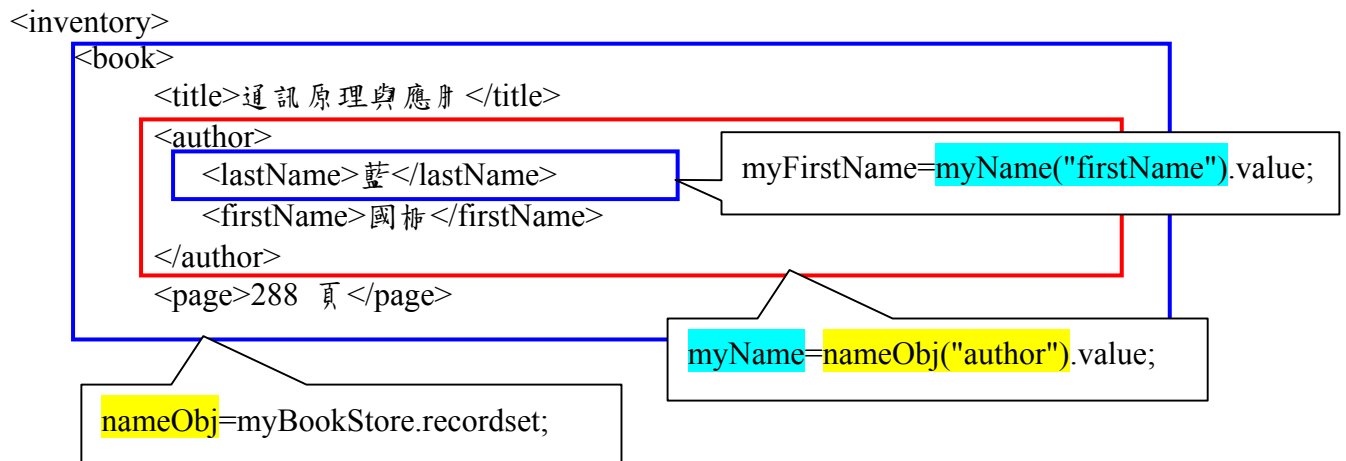 <inventory>
<book>
<title>通訊原理與應用</title>
<author>
<lastName>藍</lastName>
myFirstName=myName("firstName").value;
<firstName>國</firstName>
</author>
<page>288 頁</page>
myName=nameObj("author").value;
nameObj=myBookStore.recordset;